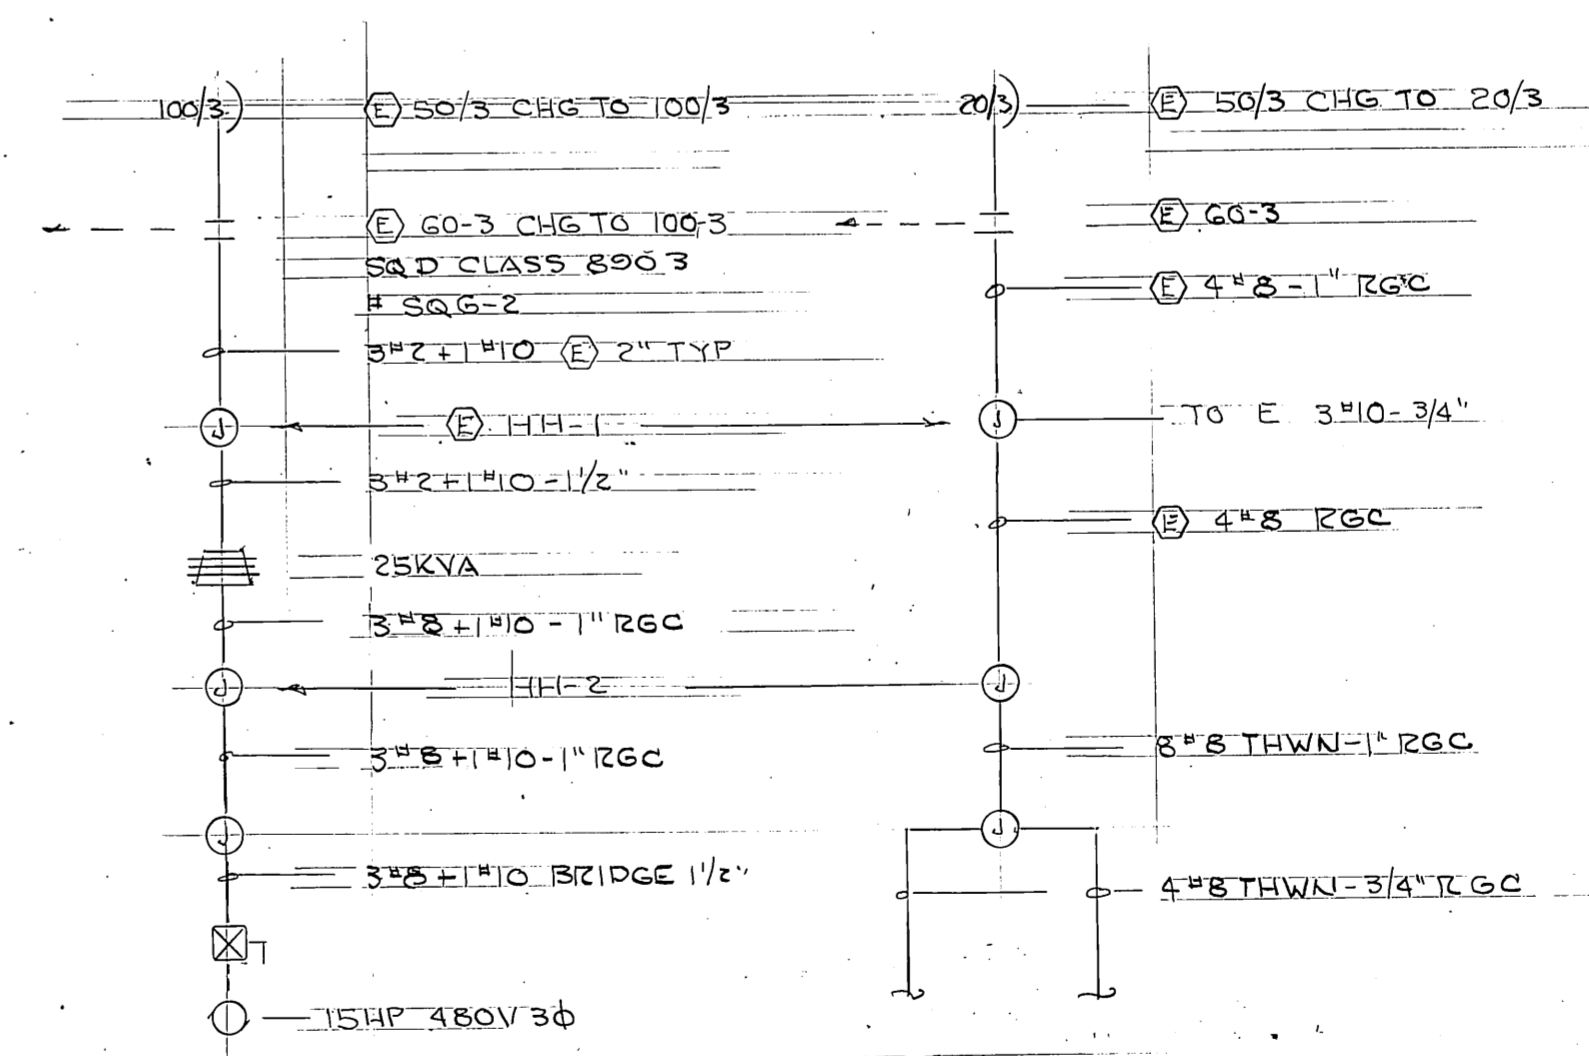 100/3
E 50/3 CHG TO 100/3
20/3
E 50/3 CHG TO 20/3
E 60-3 CHG TO 100-3
SQ D CLASS 8903
# SQG-2
E 60-3
E 4#8-1" RGC
3#2+1#10 E 2" TYP
J
E HH-1
J
TO E 3#10-3/4"
3#2+1#10-1 1/2"
E 4#8 RGC
25KVA
3#8+1#10-1" RGC
J
HH-2
J
3#8+1#10-1" RGC
8#8 THWN-1" RGC
J
J
3#8+1#10 BRIDGE 1 1/2"
4#8 THWN-3/4" RGC
15HP 480V 3ϕ